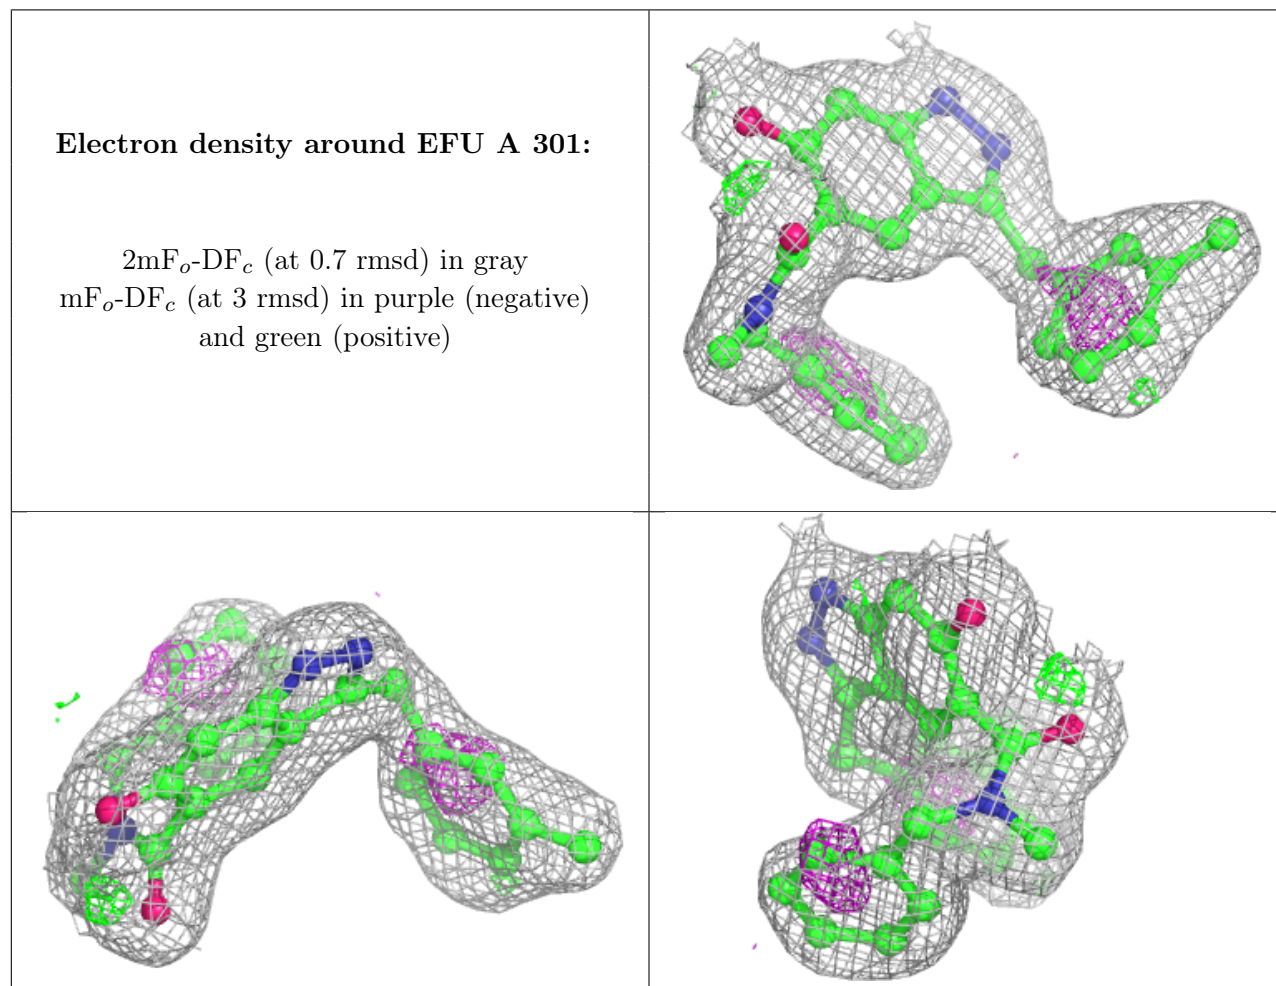 Electron density around EFU A 301:
2mFo-DFc (at 0.7 rmsd) in gray
mFo-DFc (at 3 rmsd) in purple (negative)
and green (positive)